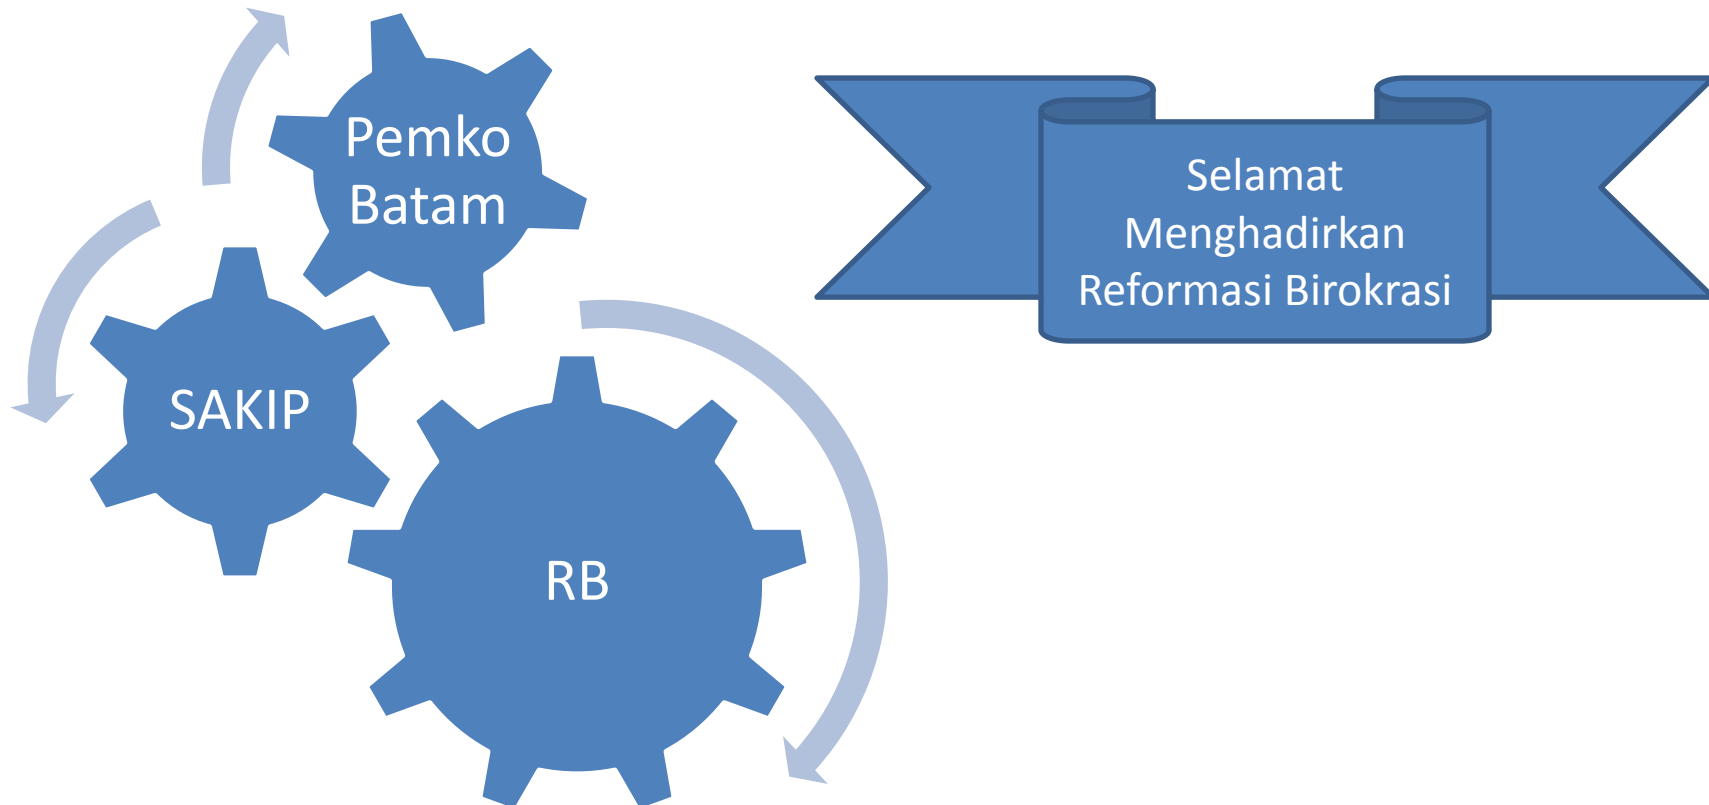 Pemko
Batam
SAKIP
RB
Selamat
Menghadirkan
Reformasi Birokrasi